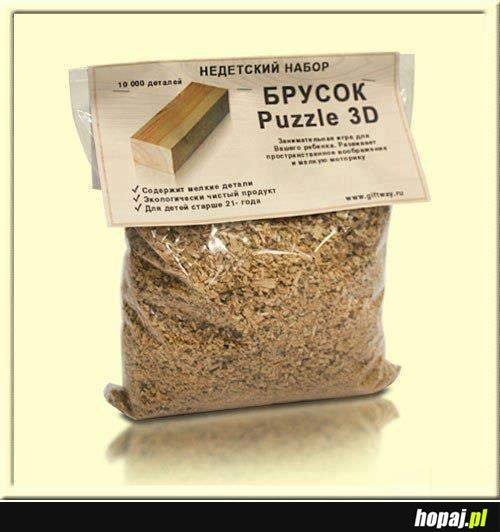 НЕДЕТСКИЙ НАБОР
10 000 деталей
БРУСОК
Puzzle 3D
Занимательная игра для
Вашего ребенка. Развивает
пространственное воображение
и мелкую моторику
✓ Содержит мелкие детали
✓ Экологически чистый продукт
✓ Для детей старше 21- года
www.giftway.ru
hopaj.pl